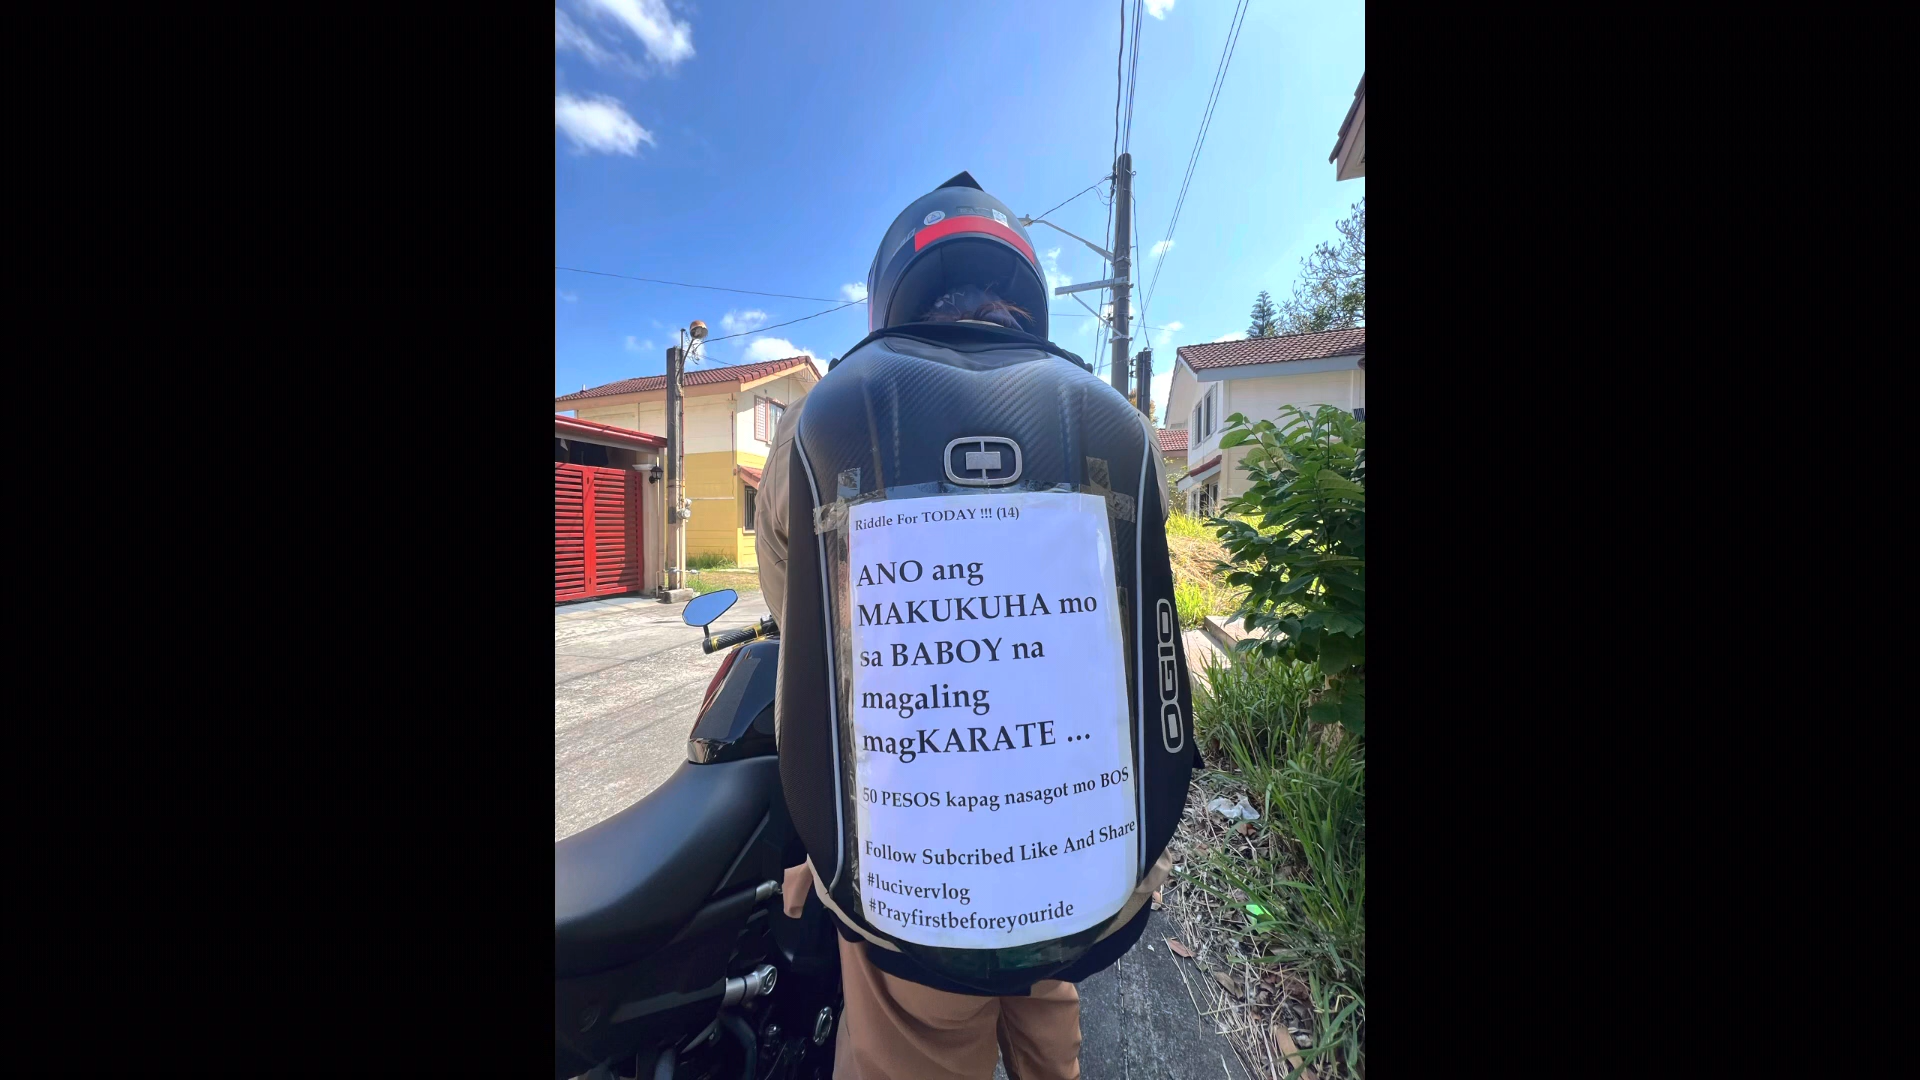 Riddle For TODAY !!! (14)
ANO ang
MAKUKUHA mo
sa BABOY na
magaling
magKARATE ...
50 PESOS kapag nasagot mo BOS
Follow Subcribed Like And Share
#lucivervlog
#Prayfirstbeforeyouride
OGIO